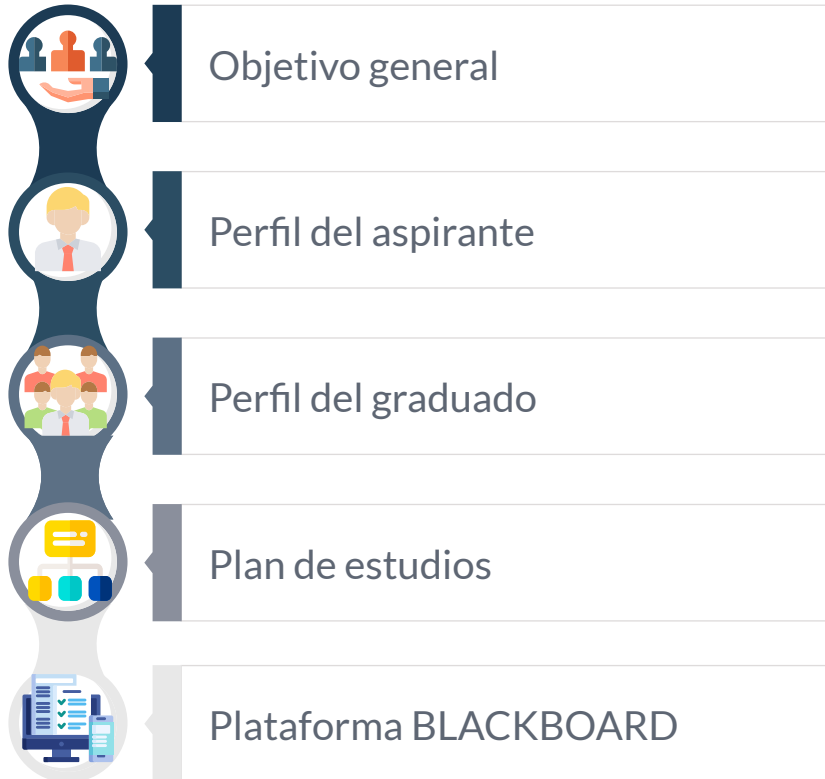 Objetivo general
Perfil del aspirante
Perfil del graduado
Plan de estudios
Plataforma BLACKBOARD